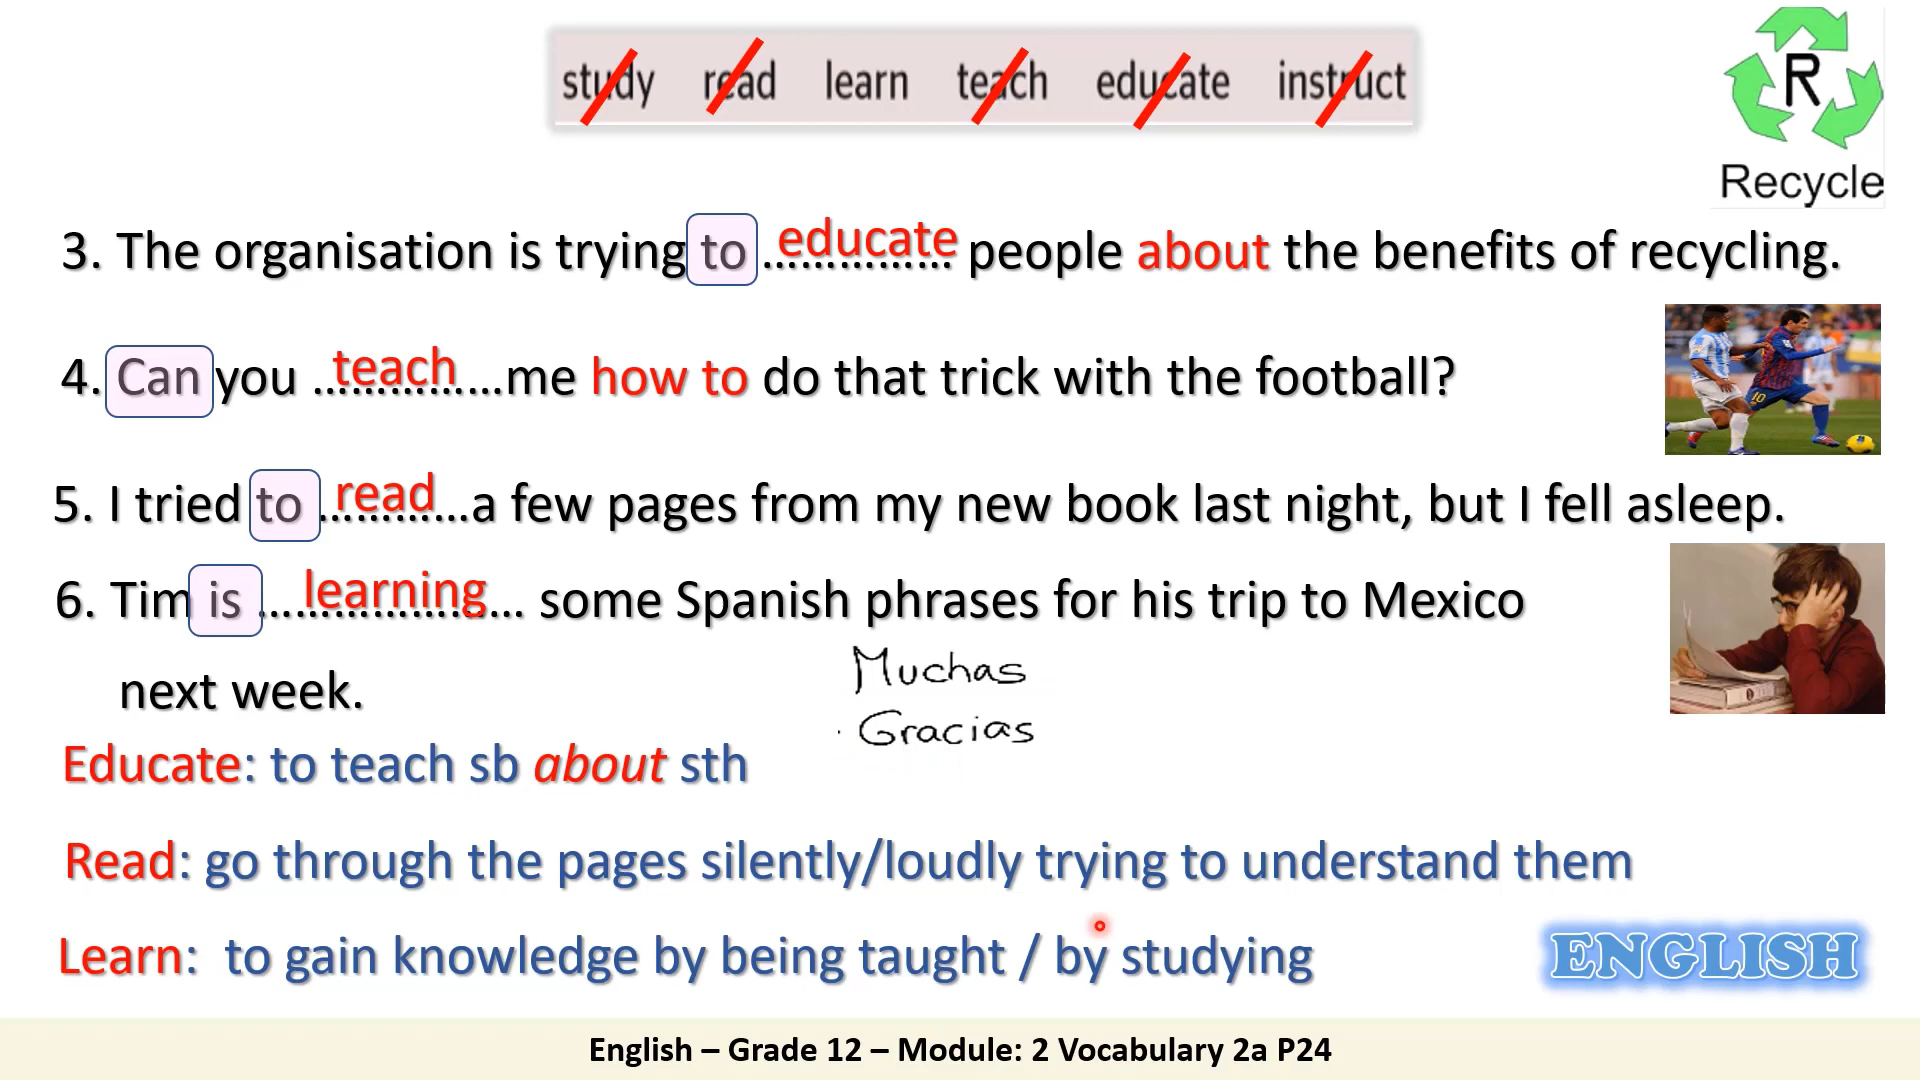 study read learn teach educate instruct
R
Recycle
3. The organisation is trying to ...educate... people about the benefits of recycling.
4. Can you ...teach...me how to do that trick with the football?
5. I tried to ...read...a few pages from my new book last night, but I fell asleep.
6. Tim is ...learning... some Spanish phrases for his trip to Mexico
next week.
Muchas
Gracias
Educate: to teach sb about sth
Read: go through the pages silently/loudly trying to understand them
Learn: to gain knowledge by being taught / by studying
ENGLISH
English – Grade 12 – Module: 2 Vocabulary 2a P24